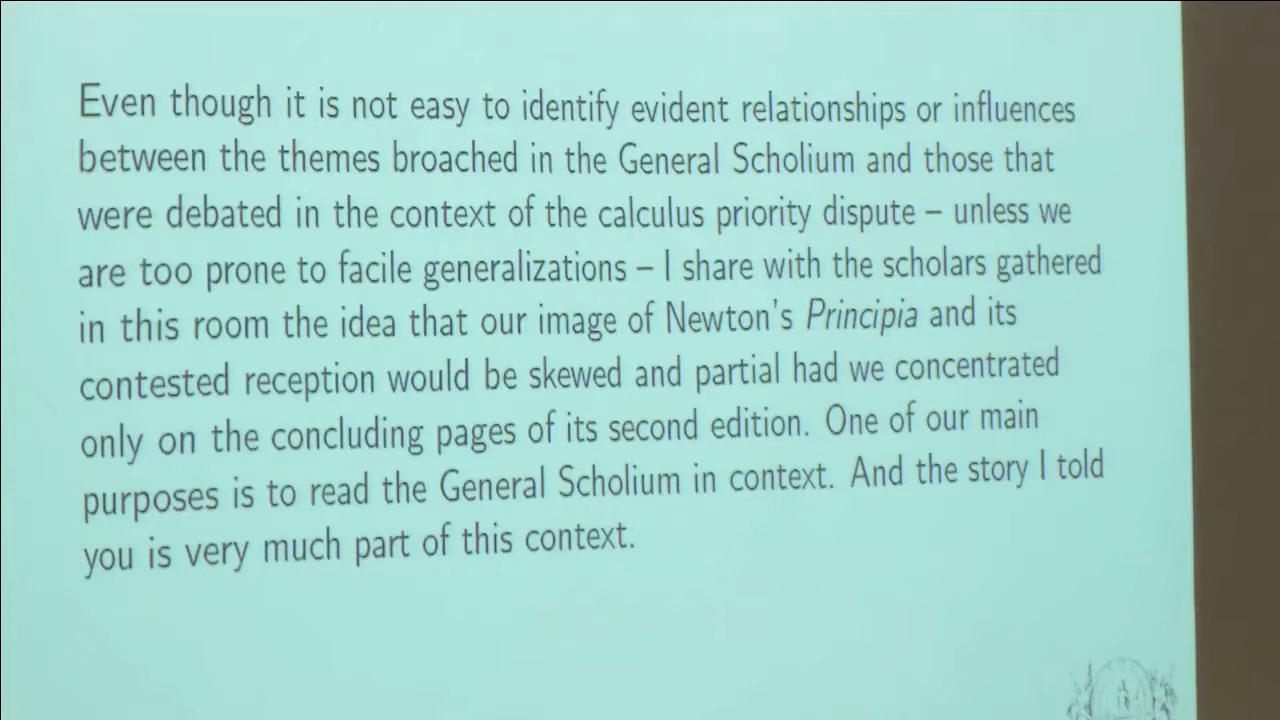 Even though it is not easy to identify evident relationships or influences
between the themes broached in the General Scholium and those that
were debated in the context of the calculus priority dispute – unless we
are too prone to facile generalizations – I share with the scholars gathered
in this room the idea that our image of Newton's Principia and its
contested reception would be skewed and partial had we concentrated
only on the concluding pages of its second edition. One of our main
purposes is to read the General Scholium in context. And the story I told
you is very much part of this context.